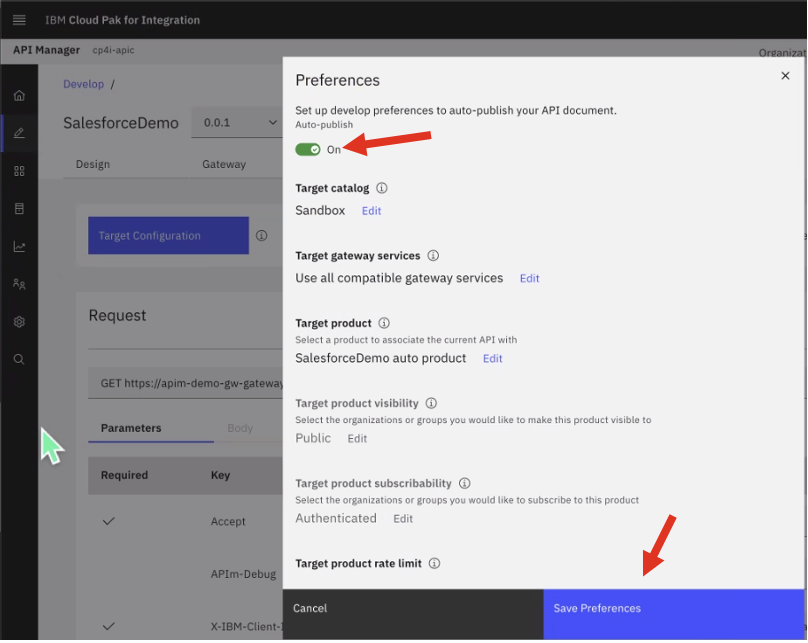 IBM Cloud Pak for Integration
API Manager cp4i-apic
Develop /
SalesforceDemo 0.0.1
Design Gateway
Target Configuration
Request
GET https://apim-demo-gw-gateway
Parameters Body
Required Key
Accept
APIm-Debug
X-IBM-Client-
Preferences
Set up develop preferences to auto-publish your API document.
Auto-publish
On
Target catalog
Sandbox Edit
Target gateway services
Use all compatible gateway services Edit
Target product
Select a product to associate the current API with
SalesforceDemo auto product Edit
Target product visibility
Select the organizations or groups you would like to make this product visible to
Public Edit
Target product subscribability
Select the organizations or groups you would like to subscribe to this product
Authenticated Edit
Target product rate limit
Cancel Save Preferences